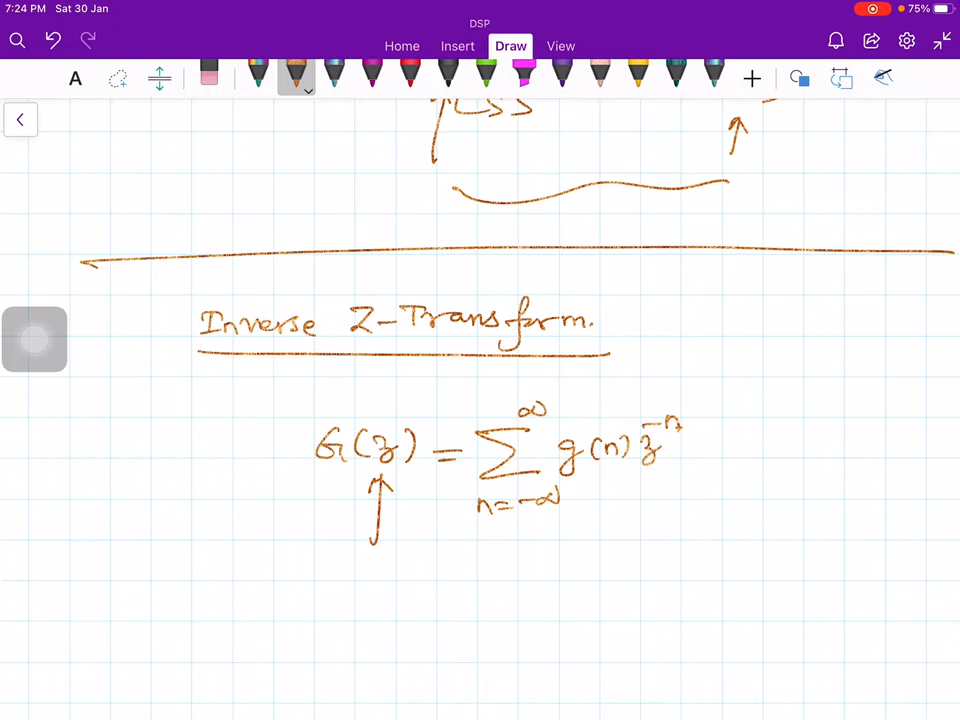 7:24 PM Sat 30 Jan 75%
DSP
Home Insert Draw View
A
Inverse Z-Transform.
∞
G(z) = ∑ g(n) z^-n
n=-∞